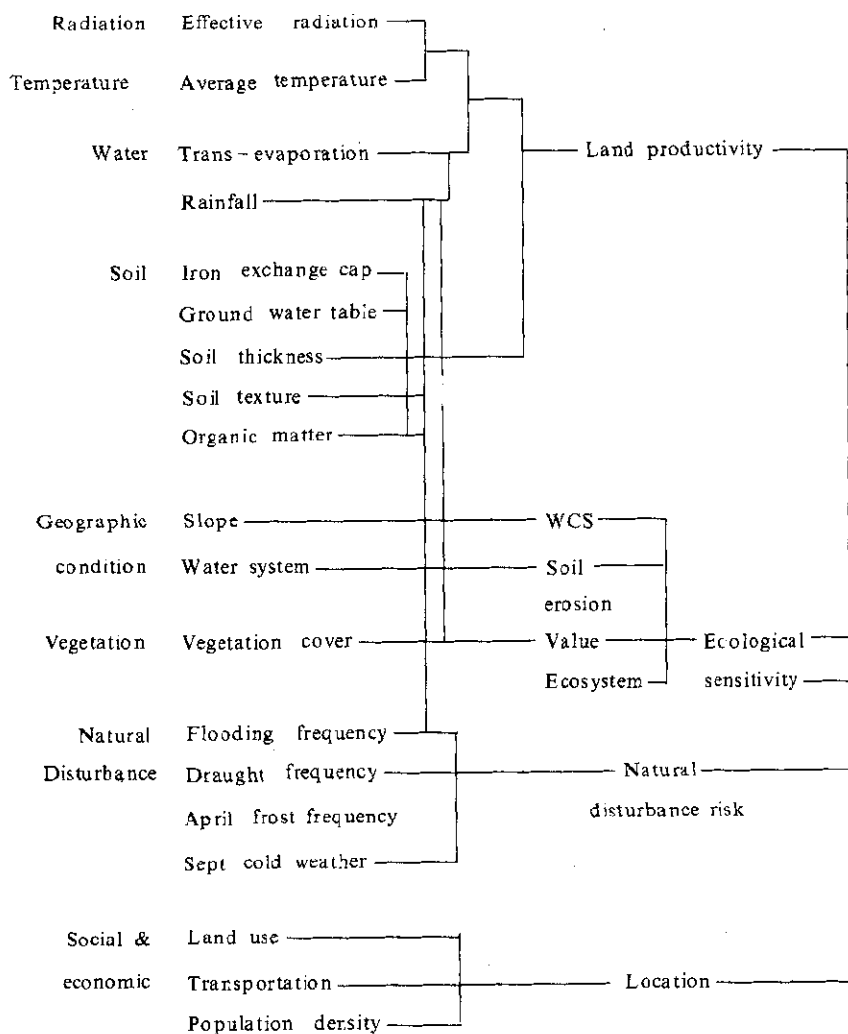 Radiation Effective radiation
Temperature Average temperature
Water Trans-evaporation Land productivity
Rainfall
Soil Iron exchange cap
Ground water table
Soil thickness
Soil texture
Organic matter
Geographic Slope WCS
condition Water system Soil
erosion
Vegetation Vegetation cover Value Ecological
Ecosystem sensitivity
Natural Flooding frequency
Disturbance Draught frequency Natural
April frost frequency disturbance risk
Sept cold weather
Social & Land use
economic Transportation Location
Population density